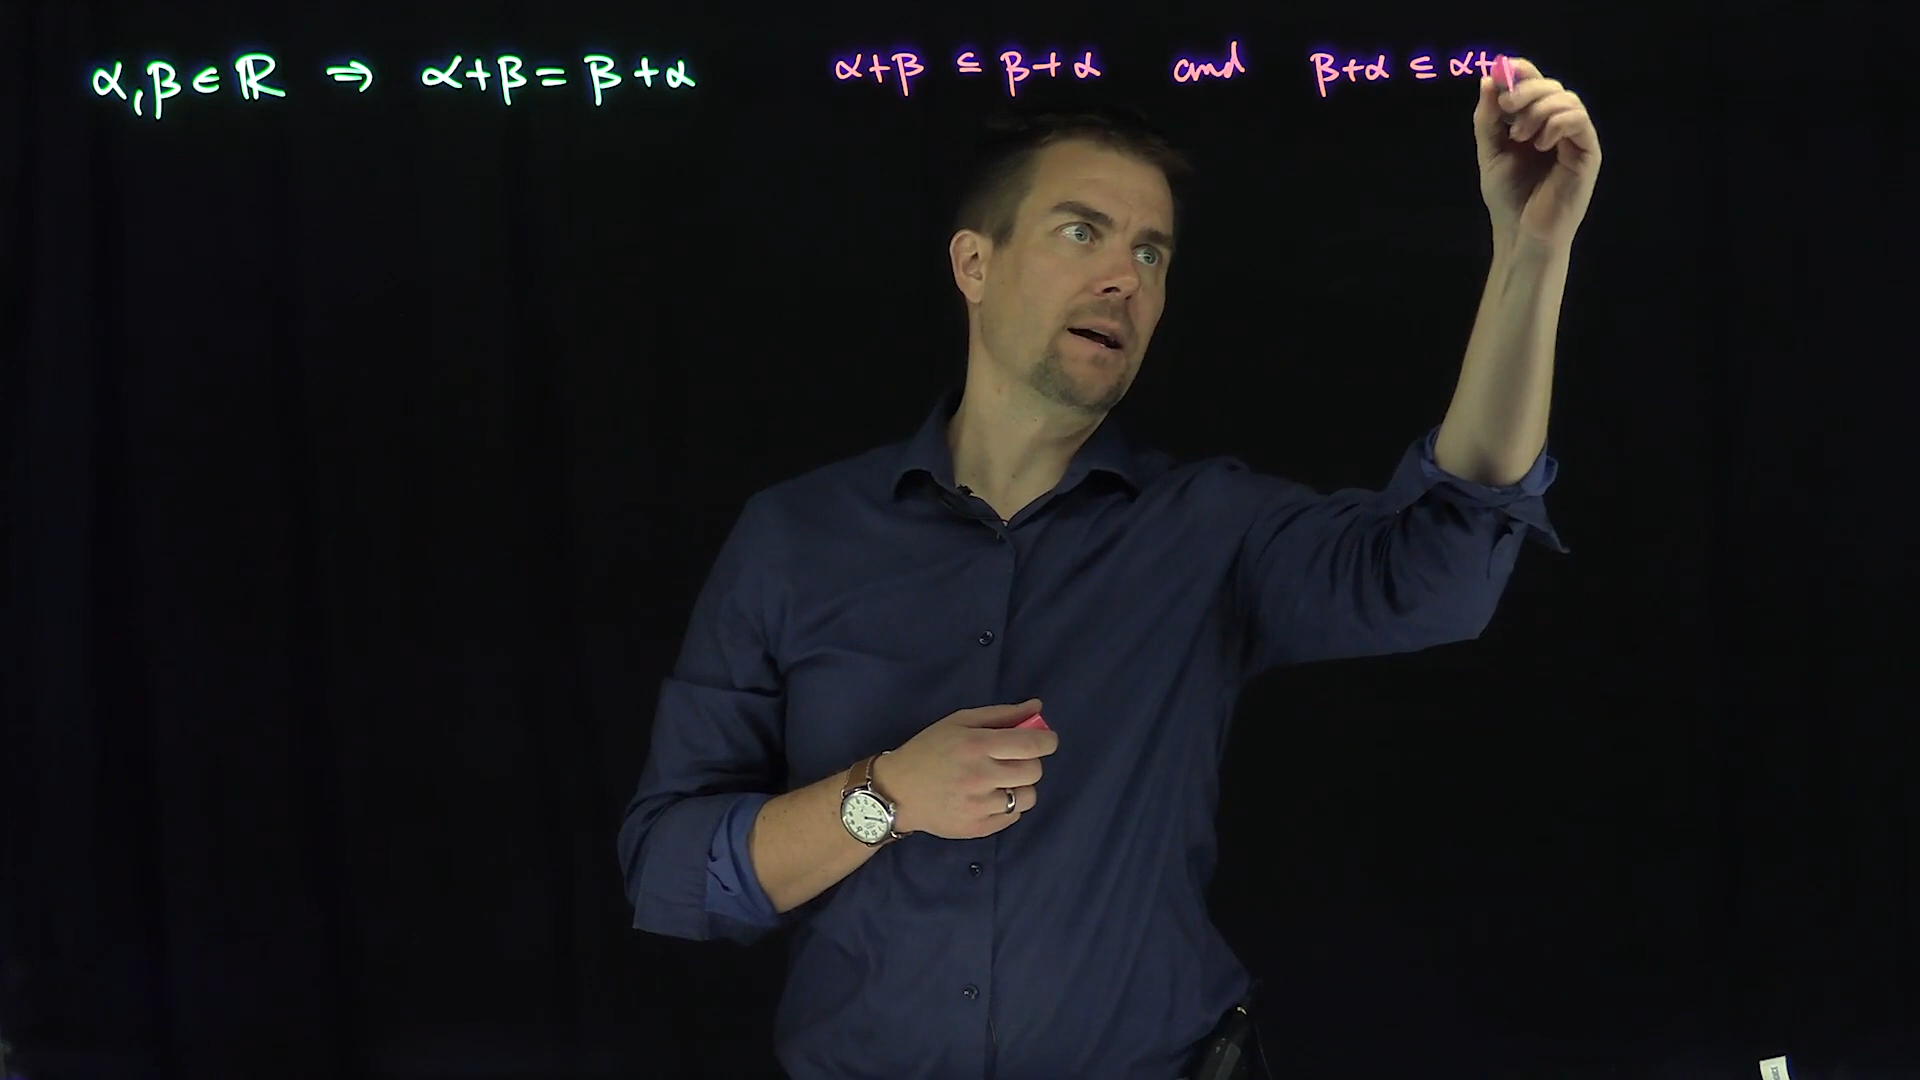 α, β ∈ ℝ ⇒ α+β = β+α α+β ⊆ β+α and β+α ⊆ α+